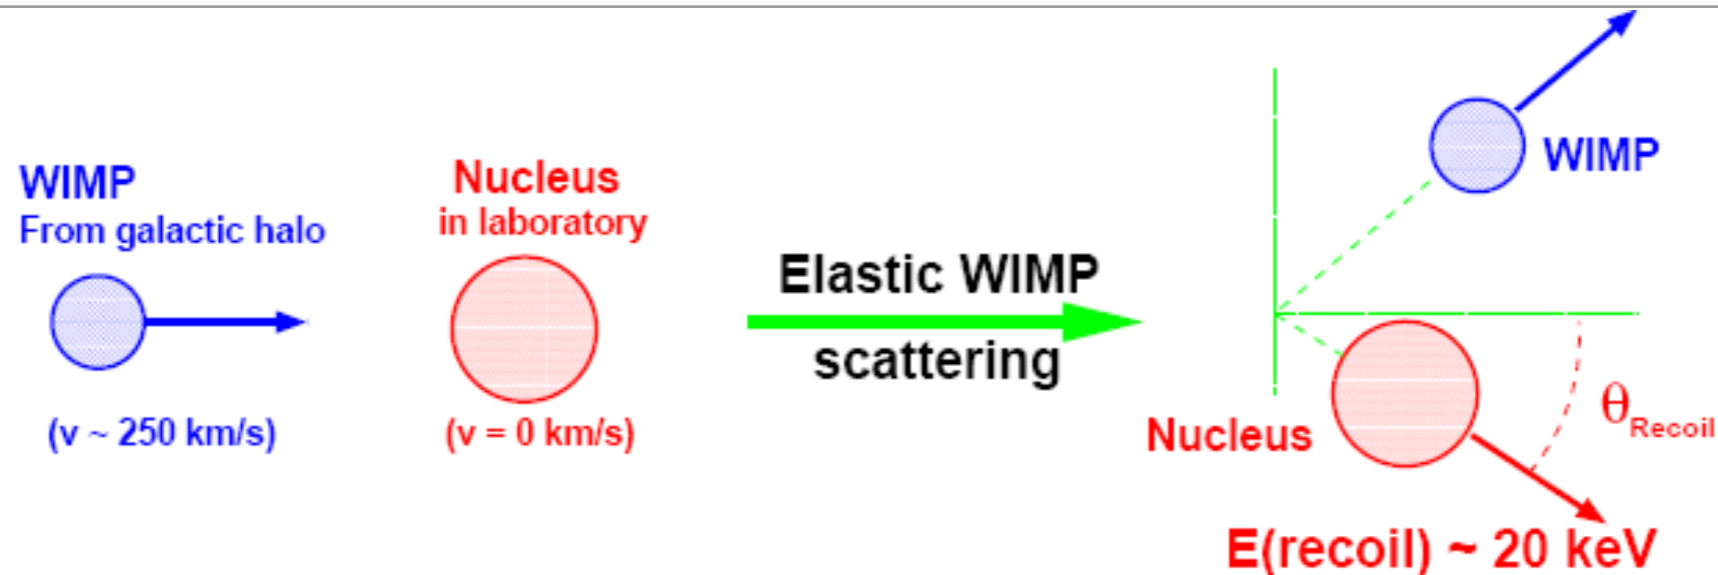 WIMP
From galactic halo
(v ~ 250 km/s)
Nucleus
in laboratory
(v = 0 km/s)
Elastic WIMP
scattering
WIMP
Nucleus
θRecoil
E(recoil) ~ 20 keV